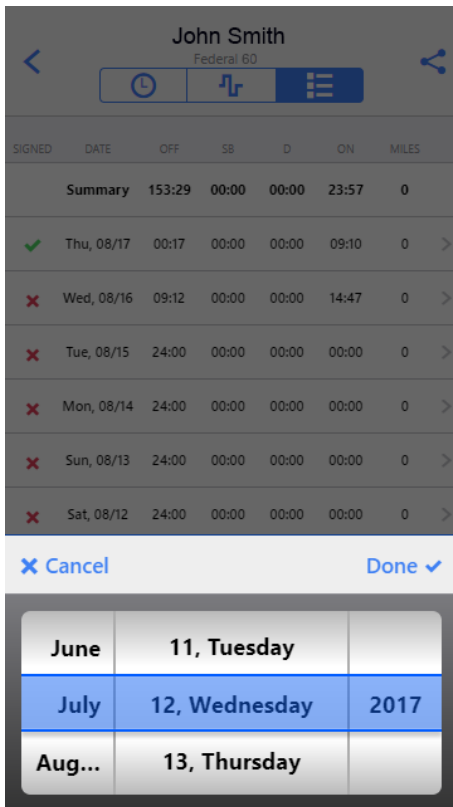 John Smith
Federal 60
SIGNED DATE OFF SB D ON MILES
Summary 153:29 00:00 00:00 23:57 0
Thu, 08/17 00:17 00:00 00:00 09:10 0
Wed, 08/16 09:12 00:00 00:00 14:47 0
Tue, 08/15 24:00 00:00 00:00 00:00 0
Mon, 08/14 24:00 00:00 00:00 00:00 0
Sun, 08/13 24:00 00:00 00:00 00:00 0
Sat, 08/12 24:00 00:00 00:00 00:00 0
Cancel Done
June 11, Tuesday
July 12, Wednesday 2017
Aug... 13, Thursday